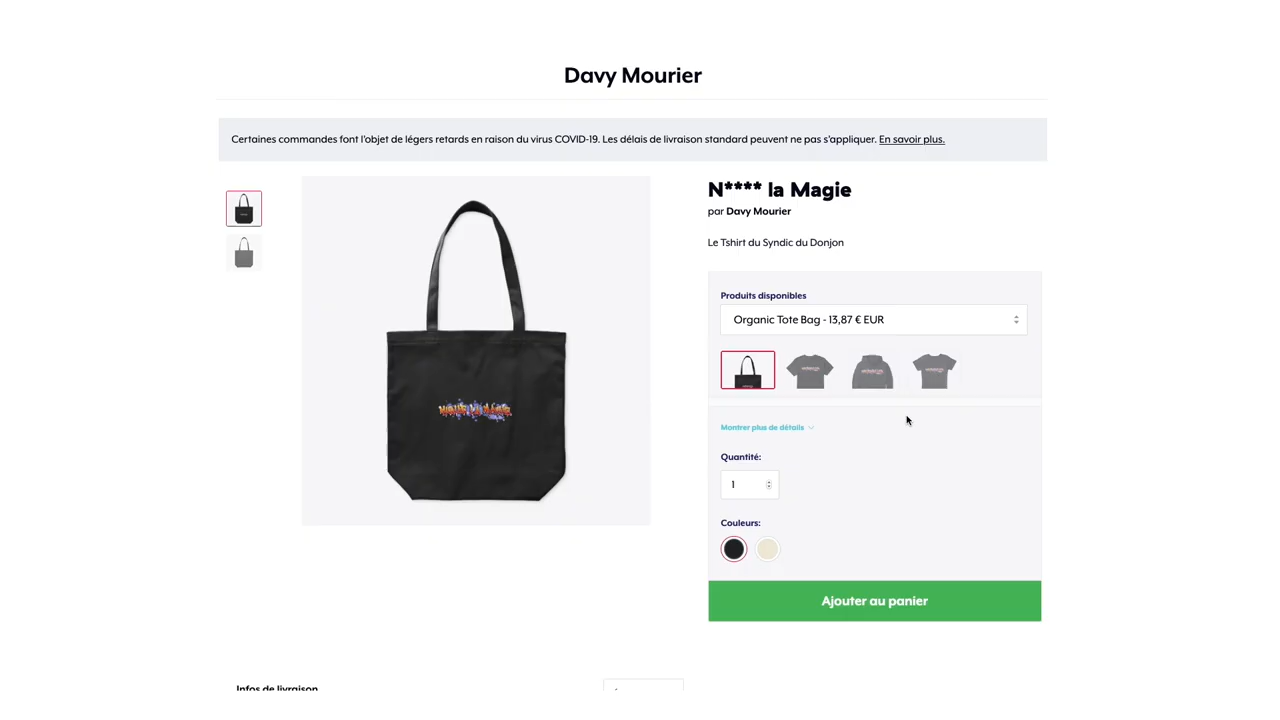 Davy Mourier
Certaines commandes font l'objet de légers retards en raison du virus COVID-19. Les délais de livraison standard peuvent ne pas s'appliquer. En savoir plus.
N**** la Magie
par Davy Mourier
Le Tshirt du Syndic du Donjon
Produits disponibles
Organic Tote Bag - 13,87 € EUR
Montrer plus de détails
Quantité:
1
Couleurs:
Ajouter au panier
Infos de livraison